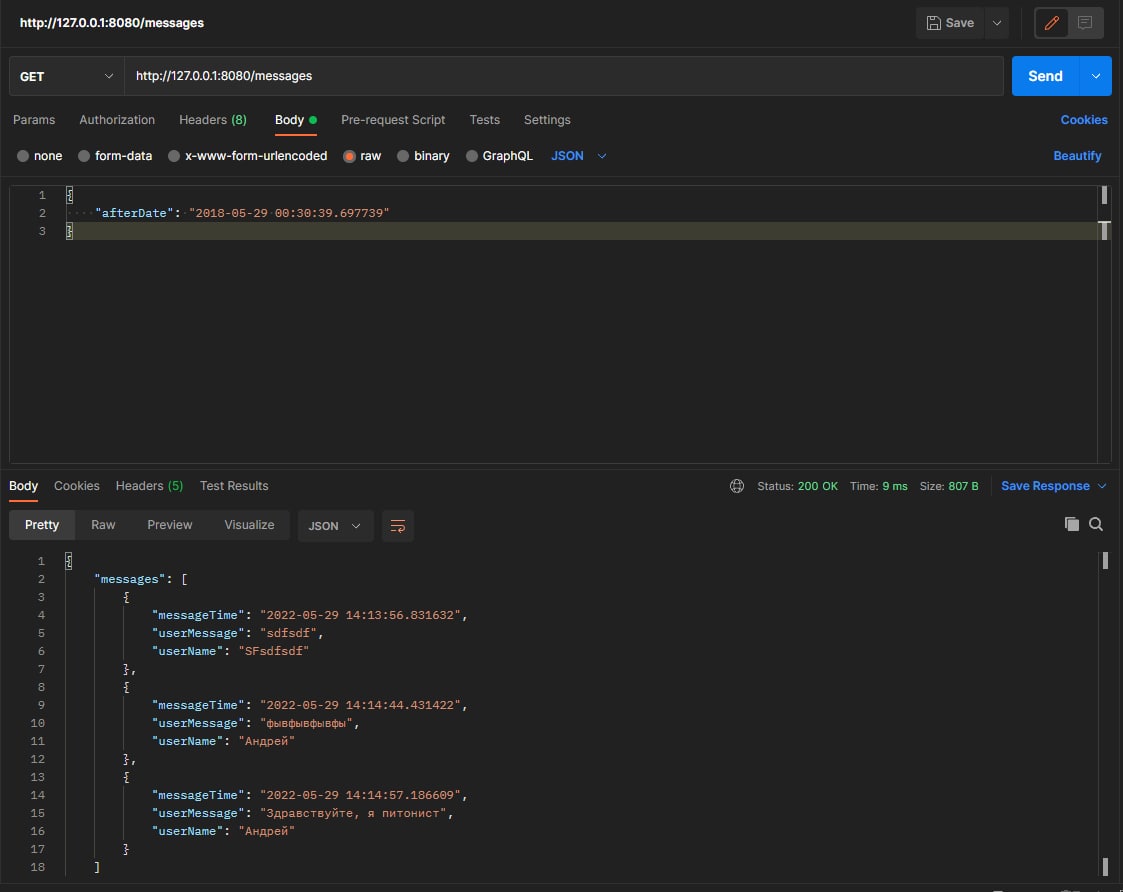 http://127.0.0.1:8080/messages Save
GET http://127.0.0.1:8080/messages Send
Params Authorization Headers (8) Body Pre-request Script Tests Settings Cookies
none form-data x-www-form-urlencoded raw binary GraphQL JSON Beautify
1 {
2 "afterDate": "2018-05-29 00:30:39.697739"
3 }
Body Cookies Headers (5) Test Results Status: 200 OK Time: 9 ms Size: 807 B Save Response
Pretty Raw Preview Visualize JSON
1 {
2 "messages": [
3 {
4 "messageTime": "2022-05-29 14:13:56.831632",
5 "userMessage": "sdfsdf",
6 "userName": "SFsdfsdf"
7 },
8 {
9 "messageTime": "2022-05-29 14:14:44.431422",
10 "userMessage": "фывфывфывфы",
11 "userName": "Андрей"
12 },
13 {
14 "messageTime": "2022-05-29 14:14:57.186609",
15 "userMessage": "Здравствуйте, я питонист",
16 "userName": "Андрей"
17 }
18 ]